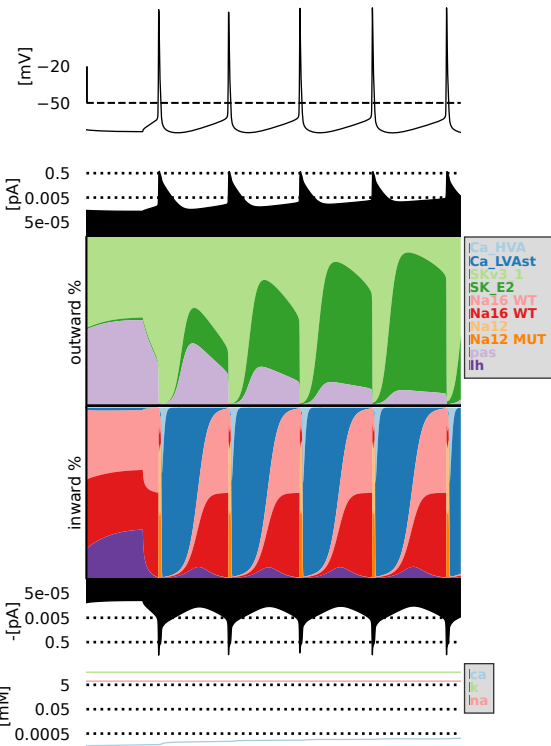 [mV]
−20
−50
[pA]
0.5
0.005
5e-05
outward %
Ca_HVA
Ca_LVAst
SKv3_1
SK_E2
Na16 WT
Na16 WT
Na12
Na12 MUT
pas
Ih
inward %
-[pA]
5e-05
0.005
0.5
[mM]
5
0.05
0.0005
ca
k
na